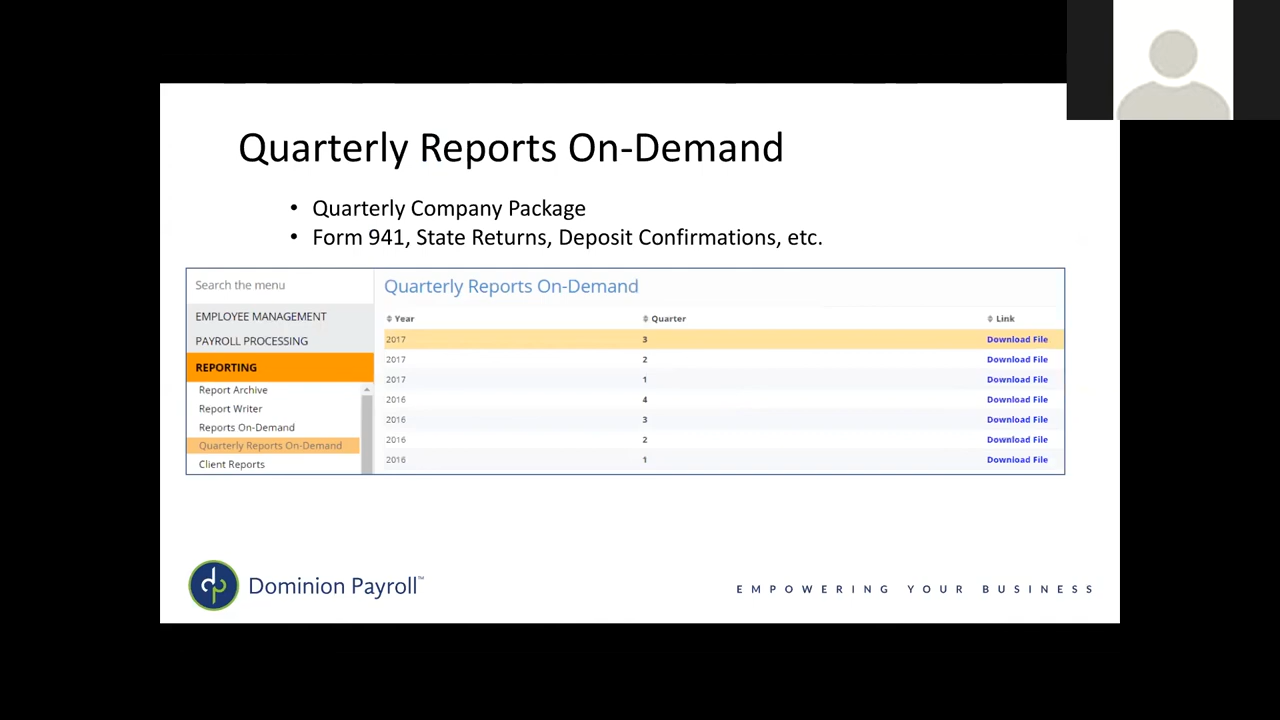 Quarterly Reports On-Demand
• Quarterly Company Package
• Form 941, State Returns, Deposit Confirmations, etc.
Search the menu
EMPLOYEE MANAGEMENT
PAYROLL PROCESSING
REPORTING
Report Archive
Report Writer
Reports On-Demand
Quarterly Reports On-Demand
Client Reports
Quarterly Reports On-Demand
Year Quarter Link
2017 3 Download File
2017 2 Download File
2017 1 Download File
2016 4 Download File
2016 3 Download File
2016 2 Download File
2016 1 Download File
dp Dominion Payroll™
EMPOWERING YOUR BUSINESS